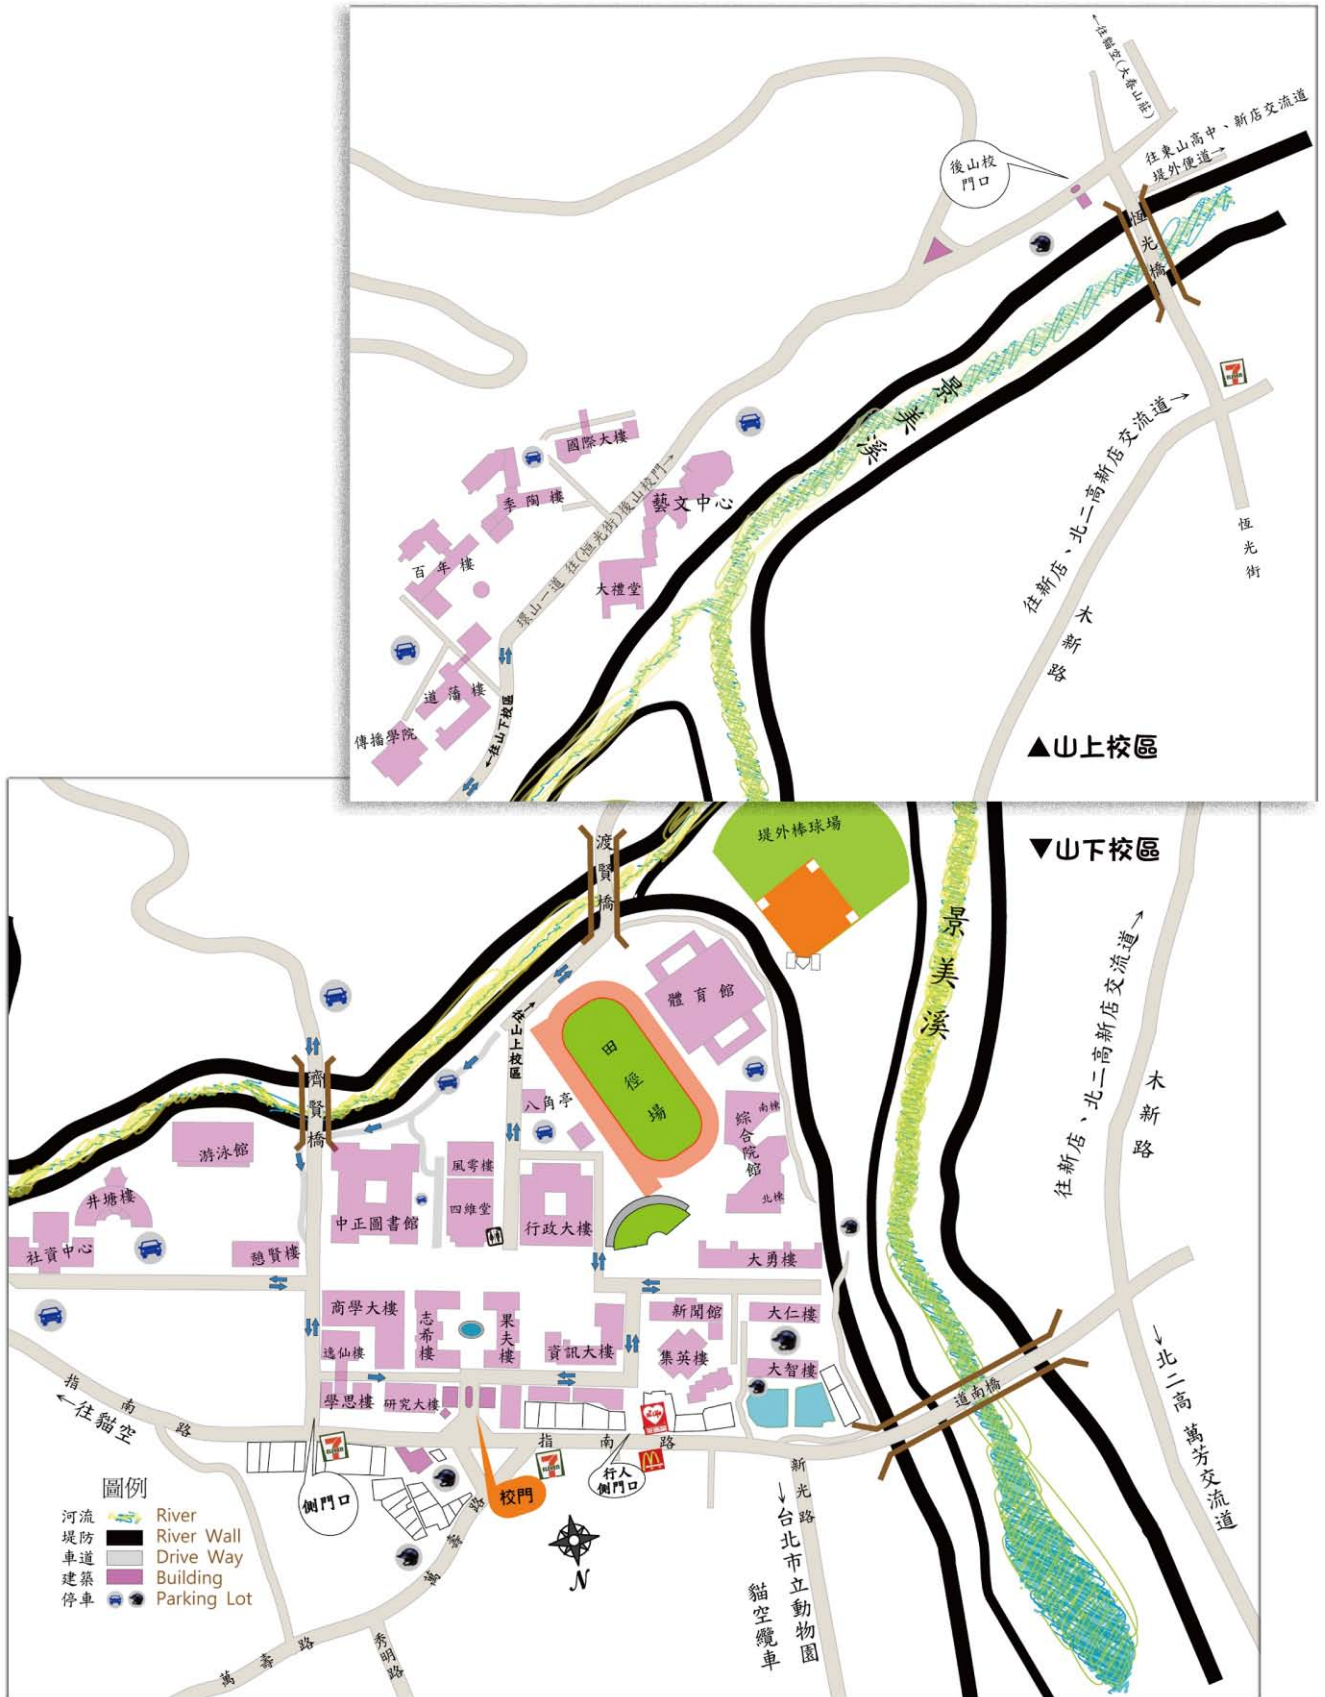 ←往貓空(大春山莊)
往東山高中、新店交流道
堤外便道→
後山校
門口
恆光橋
景美溪
往新店、北二高新店交流道→
恆光街
木新路
國際大樓
季陶樓
藝文中心
百年樓
大禮堂
環山一道 往(恆光街)後山校門→
道藩樓
傳播學院
←往山下校區
▲山上校區
▼山下校區
堤外棒球場
渡賢橋
景美溪
體育館
田徑場
往山上校區→
濟賢橋
八角亭
綜合院館
南棟
北棟
往新店、北二高新店交流道→
木新路
游泳館
井塘樓
社資中心
憩賢樓
中正圖書館
風雩樓
四維堂
行政大樓
大勇樓
商學大樓
志希樓
果夫樓
資訊大樓
新聞館
大仁樓
逸仙樓
集英樓
大智樓
學思樓
研究大樓
道南橋
指南路
←往貓空
指南路
側門口
校門
行人
側門口
新光路
→台北市立動物園
貓空纜車
→北二高 萬芳交流道
萬壽路
萬壽路
秀明路
N
圖例
河流 River
堤防 River Wall
車道 Drive Way
建築 Building
停車 Parking Lot